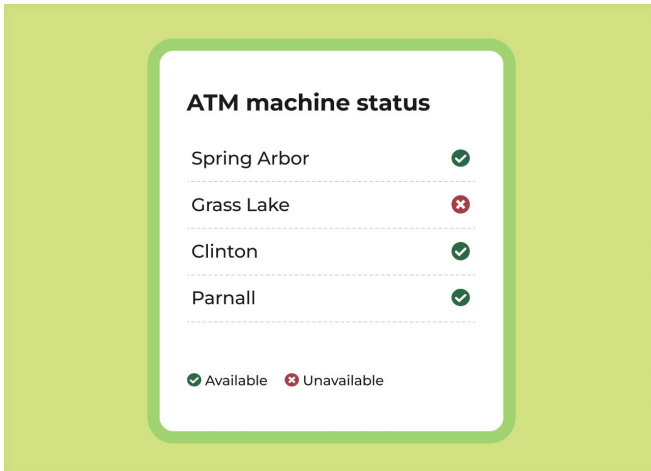 ATM machine status
Spring Arbor
Grass Lake
Clinton
Parnall
Available Unavailable